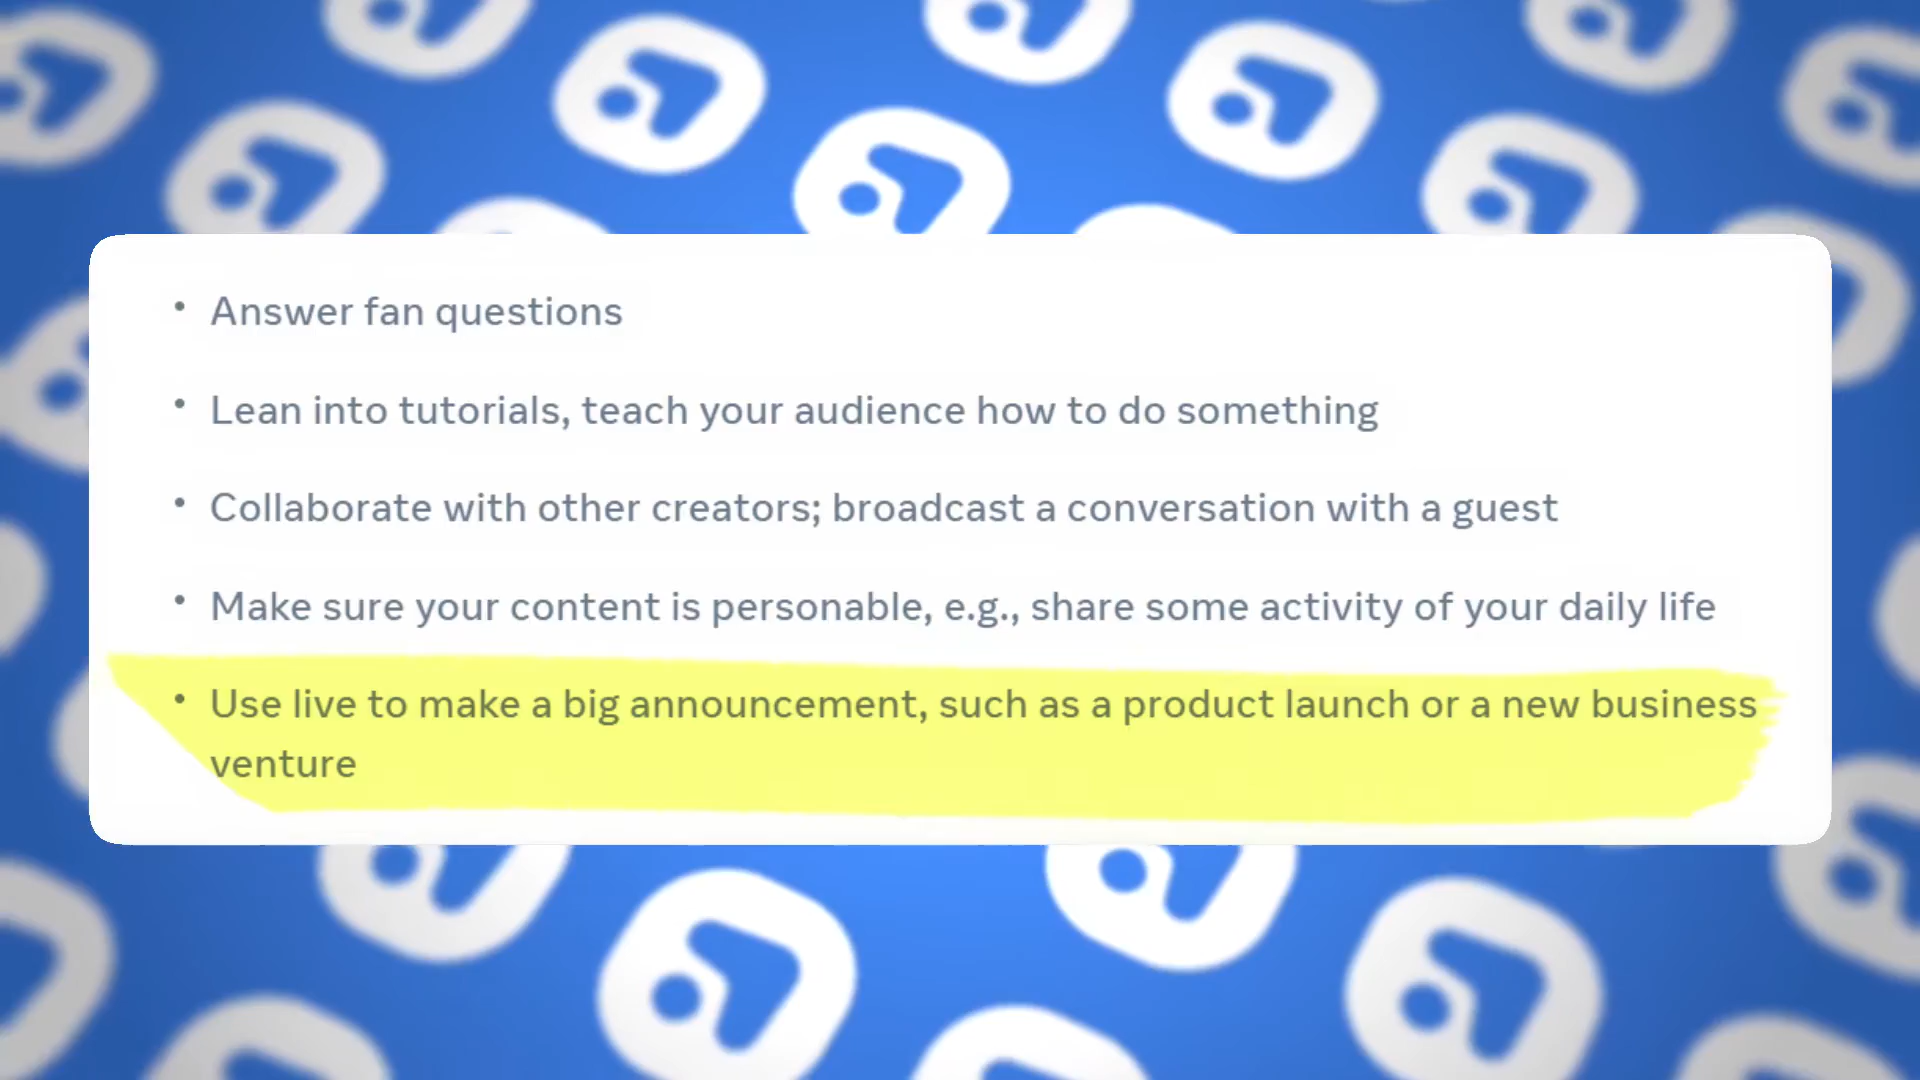 • Answer fan questions
• Lean into tutorials, teach your audience how to do something
• Collaborate with other creators; broadcast a conversation with a guest
• Make sure your content is personable, e.g., share some activity of your daily life
• Use live to make a big announcement, such as a product launch or a new business
venture